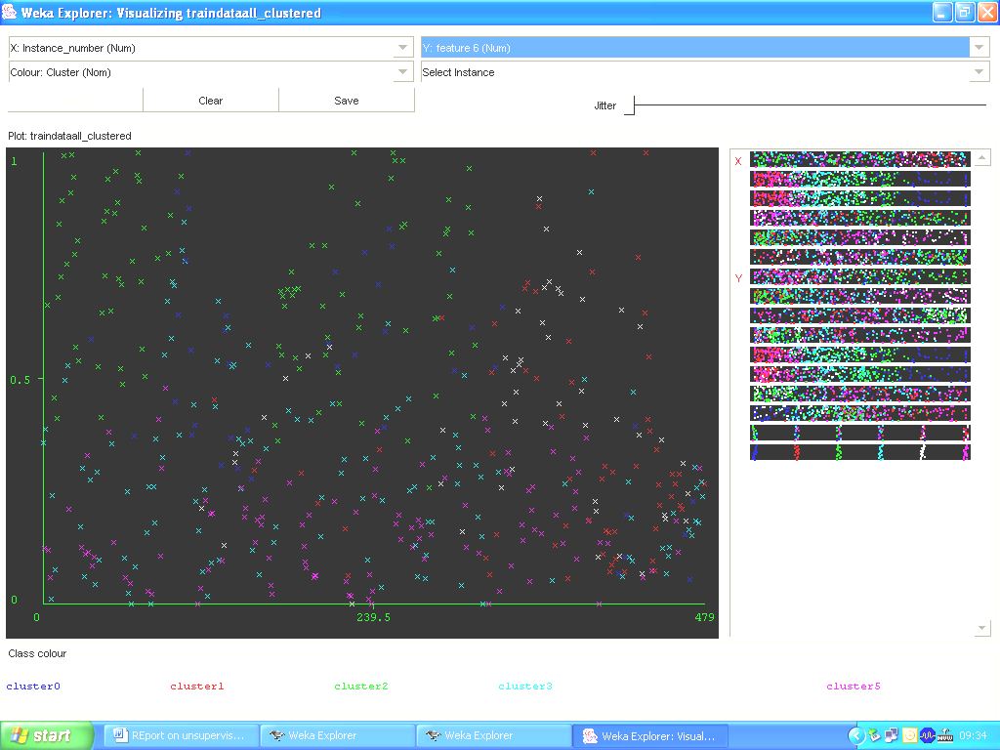 Weka Explorer: Visualizing traindataall_clustered
X: Instance_number (Num)
Y: feature 6 (Num)
Colour: Cluster (Nom)
Select Instance
Clear
Save
Jitter
Plot: traindataall_clustered
1
0.5
0
0
239.5
479
X
Y
Class colour
cluster0
cluster1
cluster2
cluster3
cluster5
start
REport on unsupervis...
Weka Explorer
Weka Explorer
Weka Explorer: Visual...
09:34